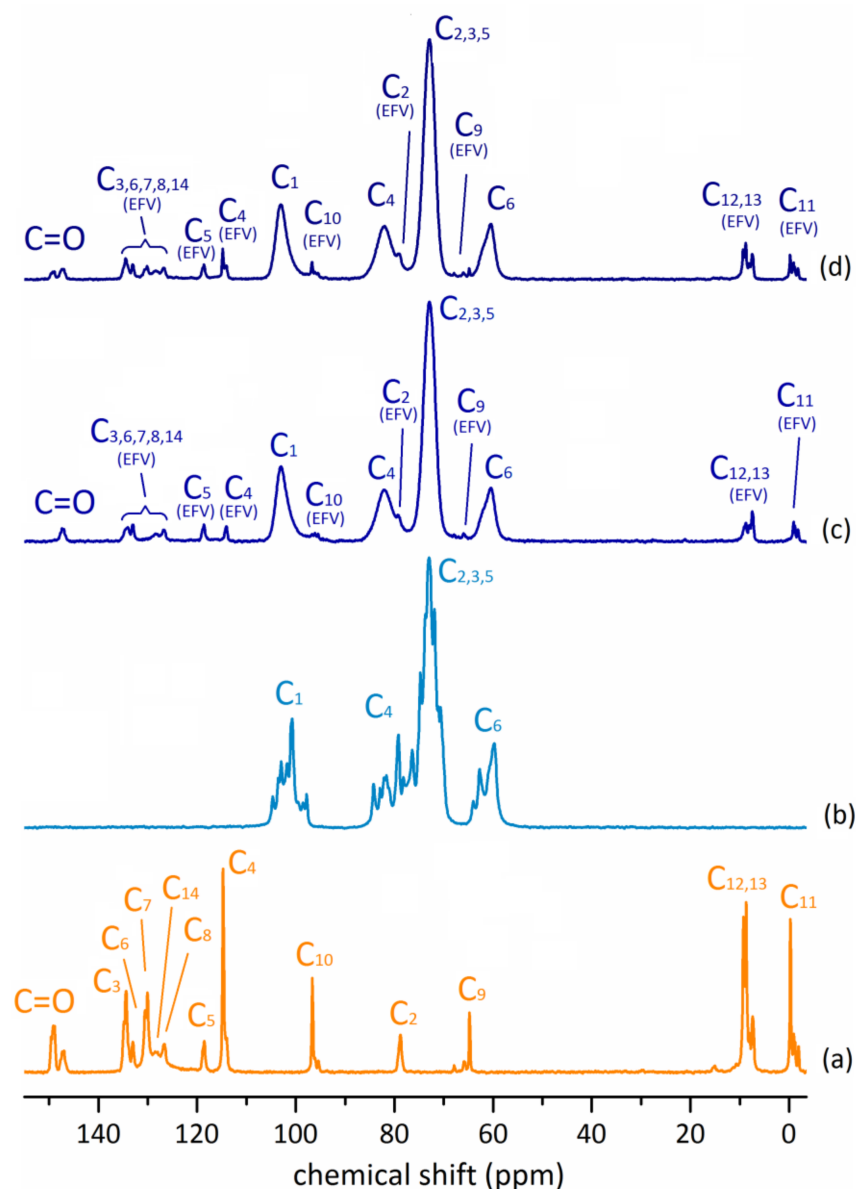 C2,3,5
C2
(EFV)
C9
(EFV)
C3,6,7,8,14
(EFV)
C1
C4
C6
C12,13
(EFV)
C11
(EFV)
C=O
C5
(EFV)
C4
(EFV)
C10
(EFV)
(d)
C2,3,5
C2
(EFV)
C9
(EFV)
C11
(EFV)
C3,6,7,8,14
(EFV)
C1
C4
C6
C12,13
(EFV)
C=O
C5
(EFV)
C4
(EFV)
C10
(EFV)
(c)
C2,3,5
C1
C4
C6
(b)
C4
C7
C14
C6
C8
C12,13
C11
C3
C=O
C10
C5
C2
C9
(a)
140 120 100 80 60 40 20 0
chemical shift (ppm)